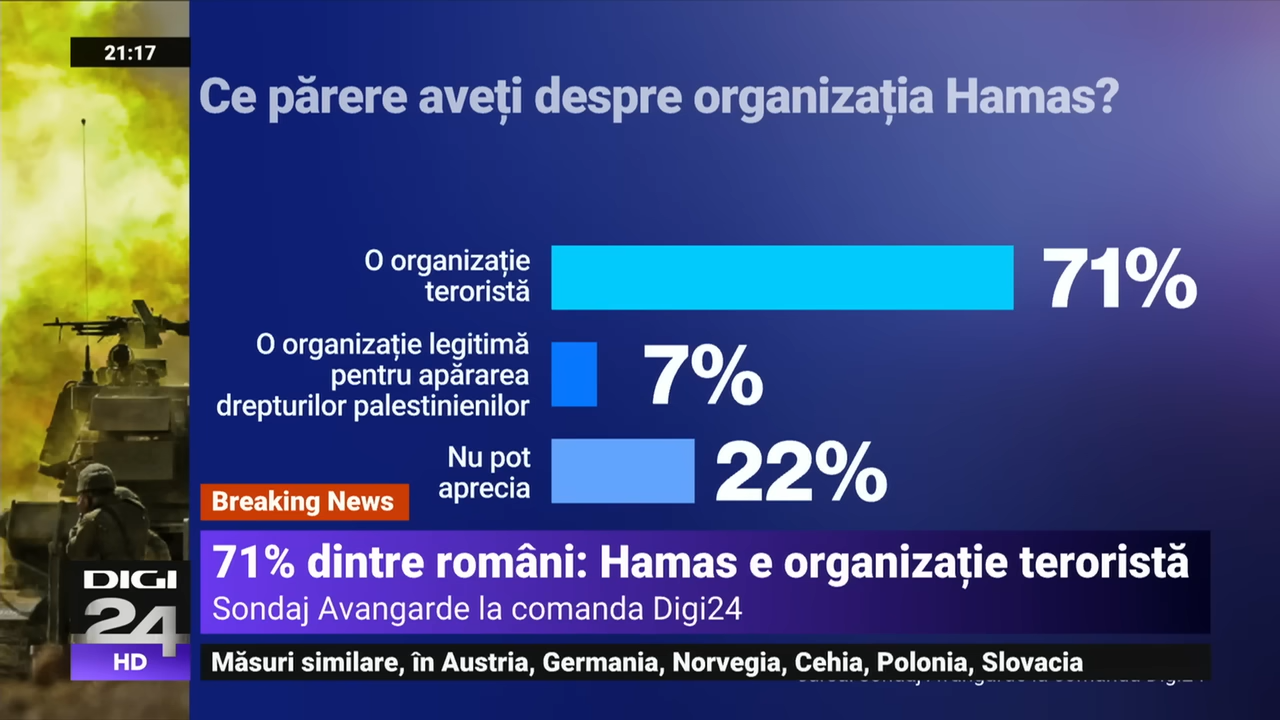 21:17
Ce părere aveți despre organizația Hamas?
O organizație
teroristă
71%
O organizație legitimă
pentru apărarea
drepturilor palestinienilor
7%
Nu pot
aprecia
22%
Breaking News
71% dintre români: Hamas e organizație teroristă
Sondaj Avangarde la comanda Digi24
DIGI
24
HD
Măsuri similare, în Austria, Germania, Norvegia, Cehia, Polonia, Slovacia